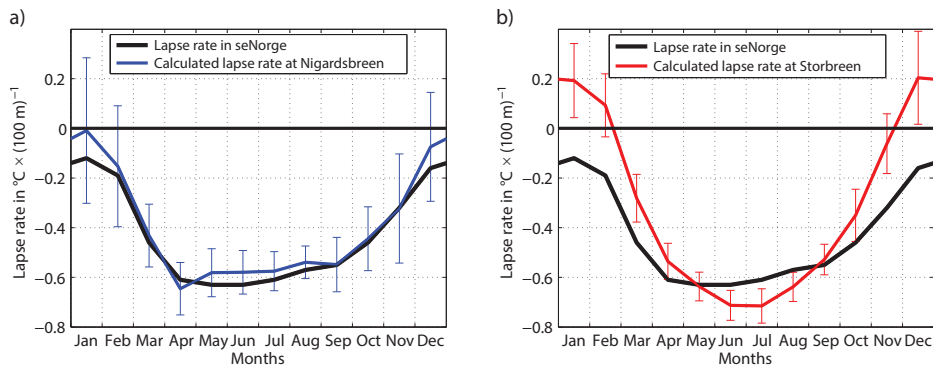 a)
Lapse rate in seNorge
Calculated lapse rate at Nigardsbreen
0.2
0
−0.2
−0.4
−0.6
−0.8
Lapse rate in °C × (100 m)⁻¹
Jan Feb Mar Apr May Jun Jul Aug Sep Oct Nov Dec
Months
b)
Lapse rate in seNorge
Calculated lapse rate at Storbreen
0.2
0
−0.2
−0.4
−0.6
−0.8
Lapse rate in °C × (100 m)⁻¹
Jan Feb Mar Apr May Jun Jul Aug Sep Oct Nov Dec
Months